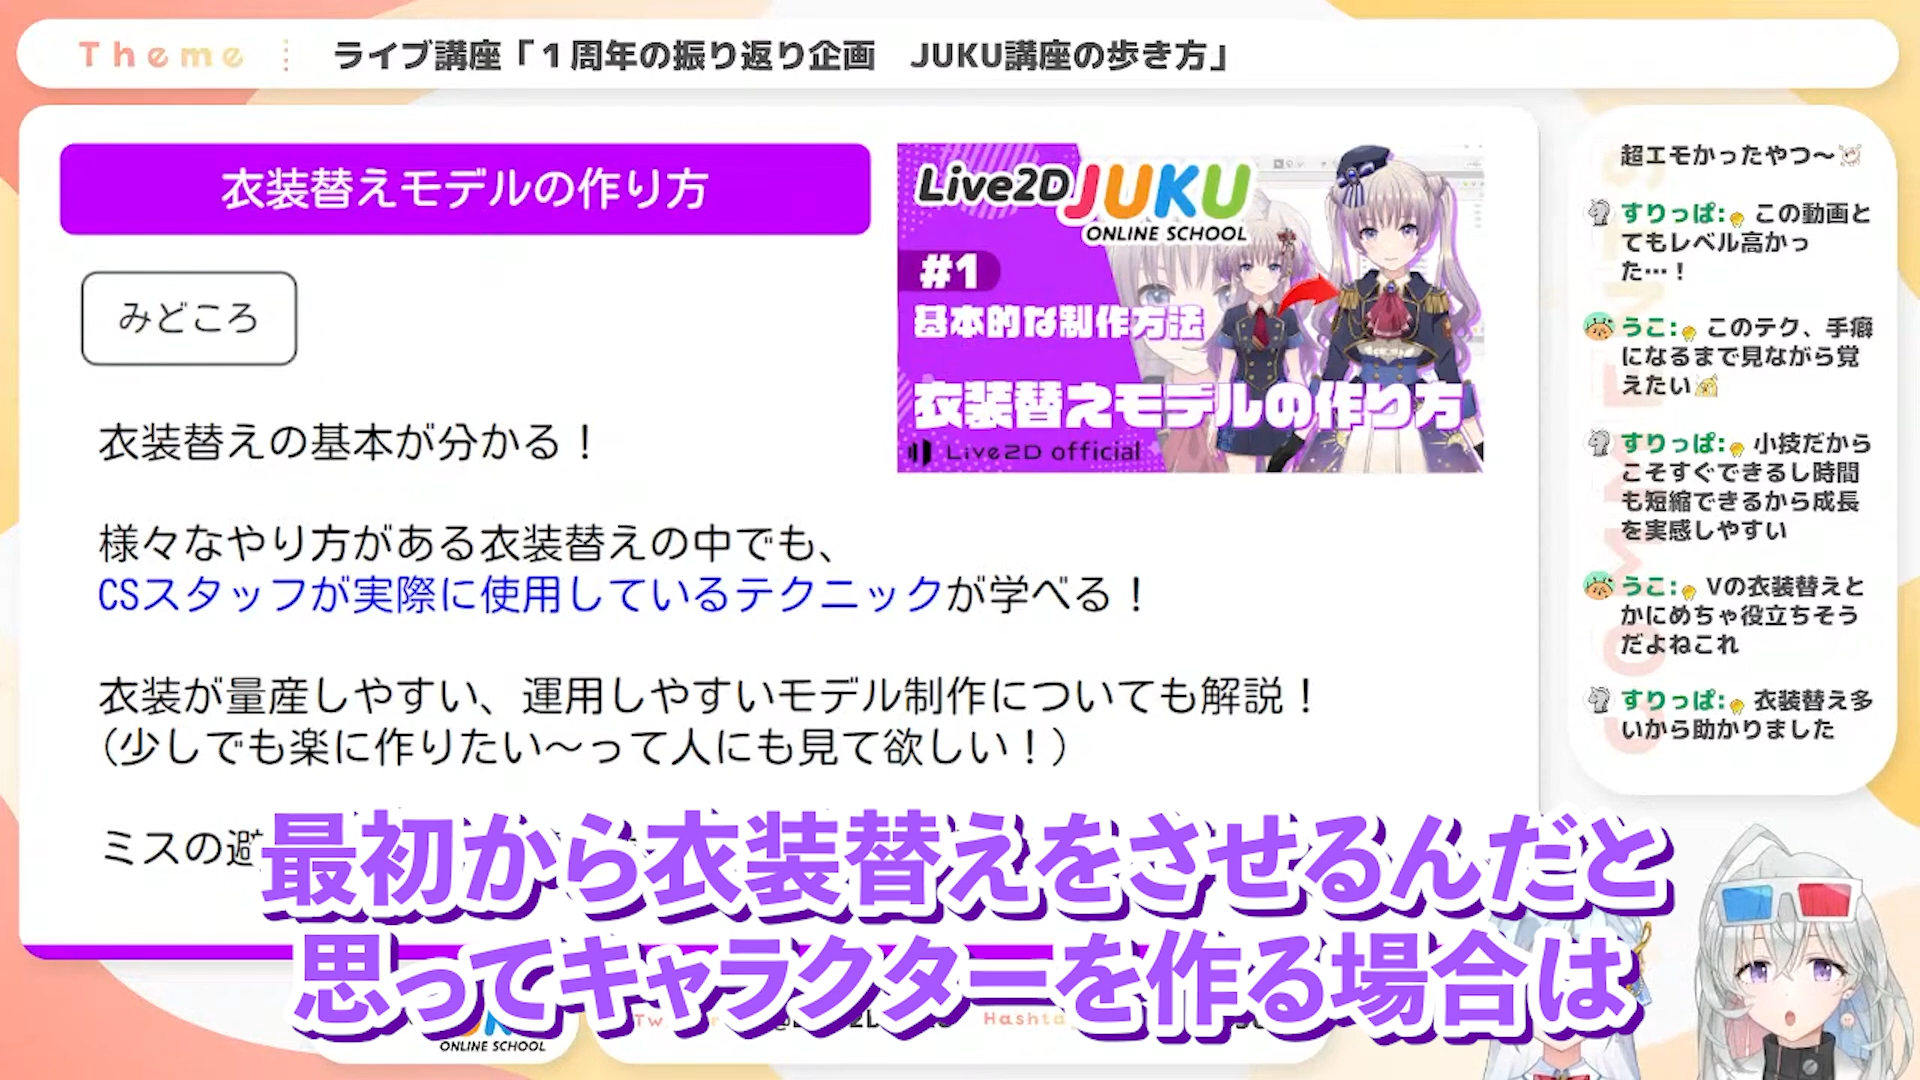 Theme
ライブ講座「１周年の振り返り企画　JUKU講座の歩き方」
衣装替えモデルの作り方
みどころ
衣装替えの基本が分かる！
様々なやり方がある衣装替えの中でも、
CSスタッフが実際に使用しているテクニックが学べる！
衣装が量産しやすい、運用しやすいモデル制作についても解説！
（少しでも楽に作りたい～って人にも見て欲しい！）
ミスの避
Live2D JUKU
ONLINE SCHOOL
#1
基本的な制作方法
衣装替えモデルの作り方
Live2D official
超エモかったやつ～
すりっぱ: この動画と
てもレベル高かっ
た…！
うこ: このテク、手癖
になるまで見ながら覚
えたい
すりっぱ: 小技だから
こそすぐできるし時間
も短縮できるから成長
を実感しやすい
うこ: Vの衣装替えと
かにめちゃ役立ちそう
だよねこれ
すりっぱ: 衣装替え多
いから助かりました
最初から衣装替えをさせるんだと
思ってキャラクターを作る場合は
ONLINE SCHOOL